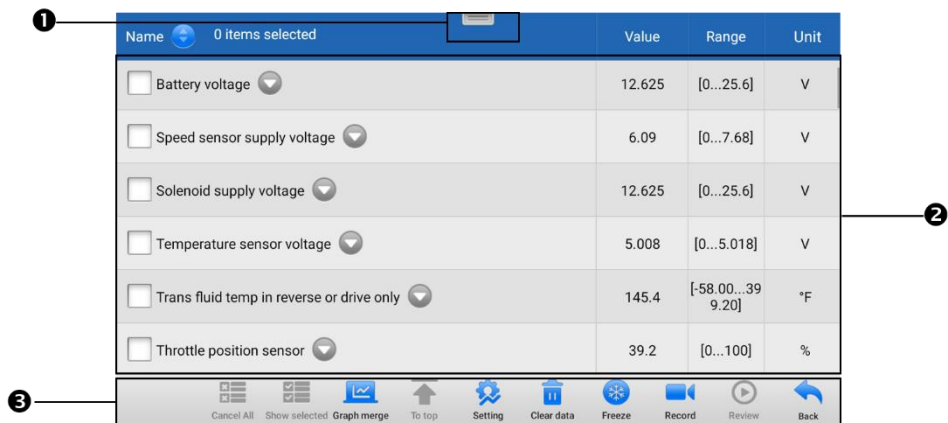 ❶
Name 0 items selected Value Range Unit
Battery voltage 12.625 [0...25.6] V
Speed sensor supply voltage 6.09 [0...7.68] V
Solenoid supply voltage 12.625 [0...25.6] V
❷
Temperature sensor voltage 5.008 [0...5.018] V
Trans fluid temp in reverse or drive only 145.4 [-58.00...39
9.20] °F
Throttle position sensor 39.2 [0...100] %
❸
Cancel All Show selected Graph merge To top Setting Clear data Freeze Record Review Back